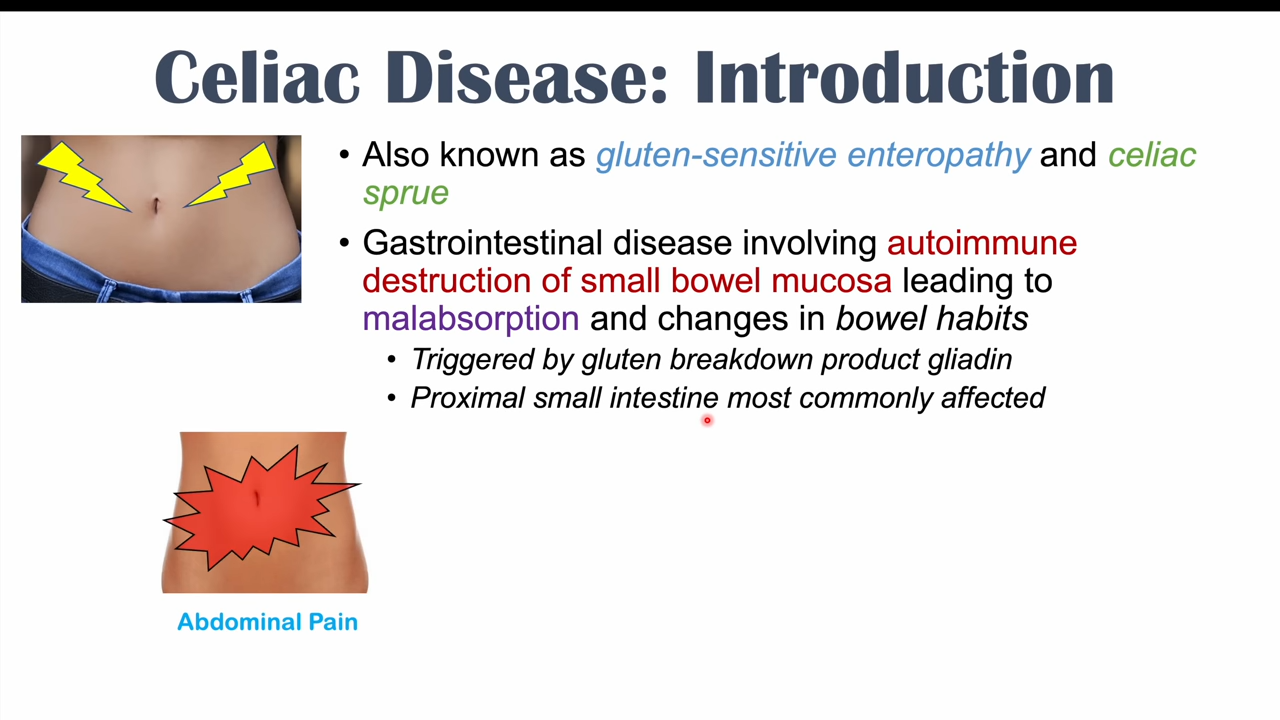 Celiac Disease: Introduction
• Also known as gluten-sensitive enteropathy and celiac
sprue
• Gastrointestinal disease involving autoimmune
destruction of small bowel mucosa leading to
malabsorption and changes in bowel habits
• Triggered by gluten breakdown product gliadin
• Proximal small intestine most commonly affected
Abdominal Pain